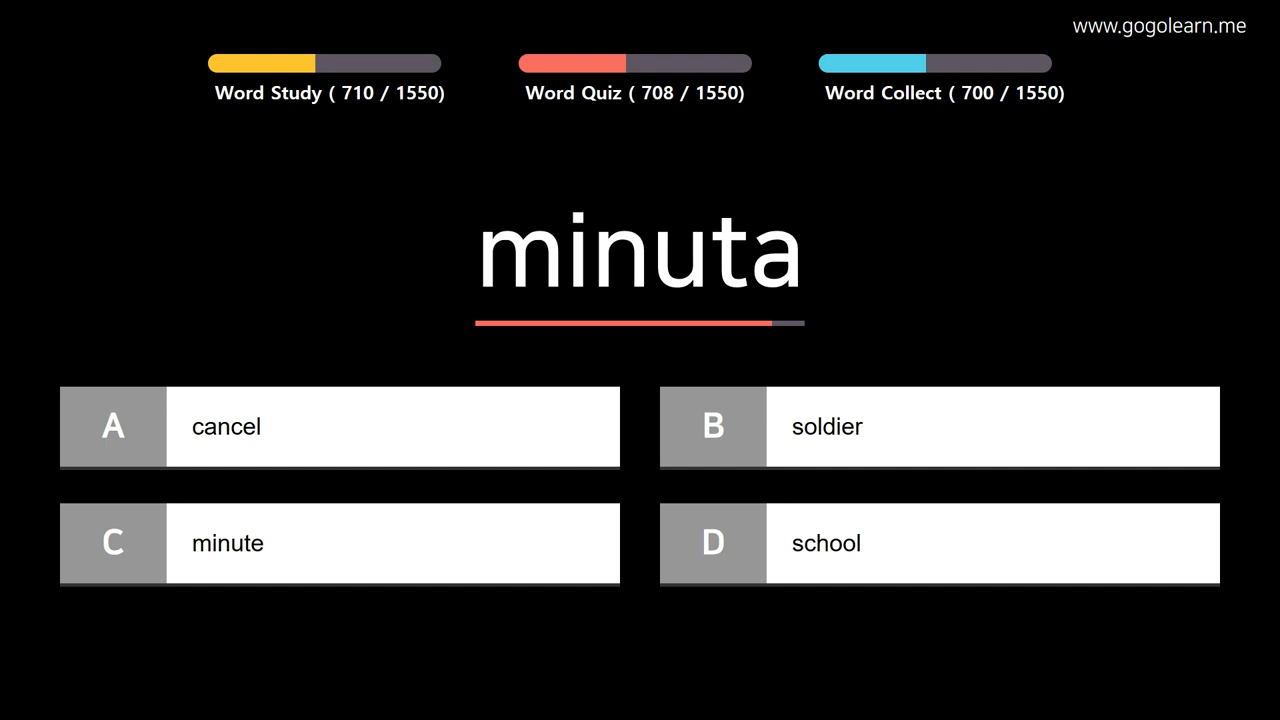 www.gogolearn.me
Word Study ( 710 / 1550)
Word Quiz ( 708 / 1550)
Word Collect ( 700 / 1550)
minuta
A cancel
B soldier
C minute
D school